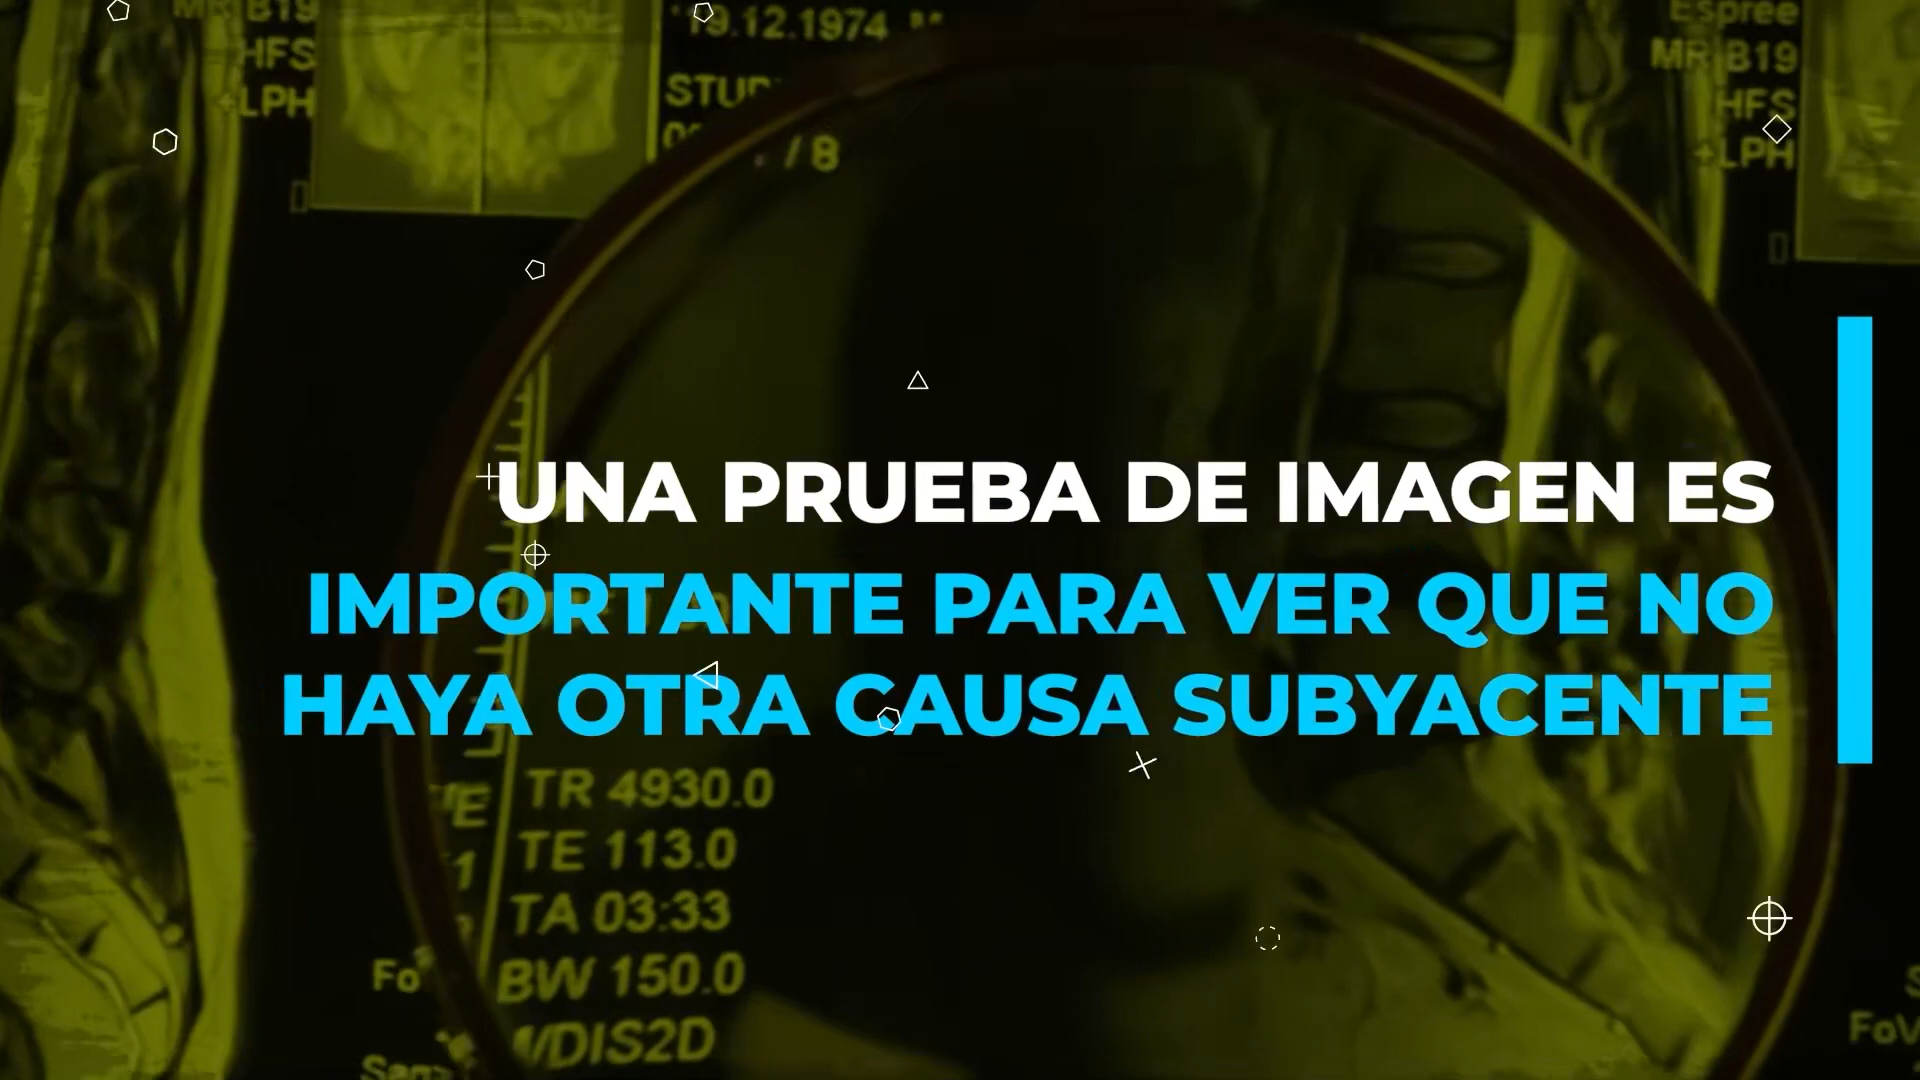 MR B19
HFS
+LPH
19.12.1974
/ 8
Espree
MR B19
HFS
+LPH
UNA PRUEBA DE IMAGEN ES
IMPORTANTE PARA VER QUE NO
HAYA OTRA CAUSA SUBYACENTE
TR 4930.0
TE 113.0
TA 03:33
BW 150.0
/DIS2D
FoV